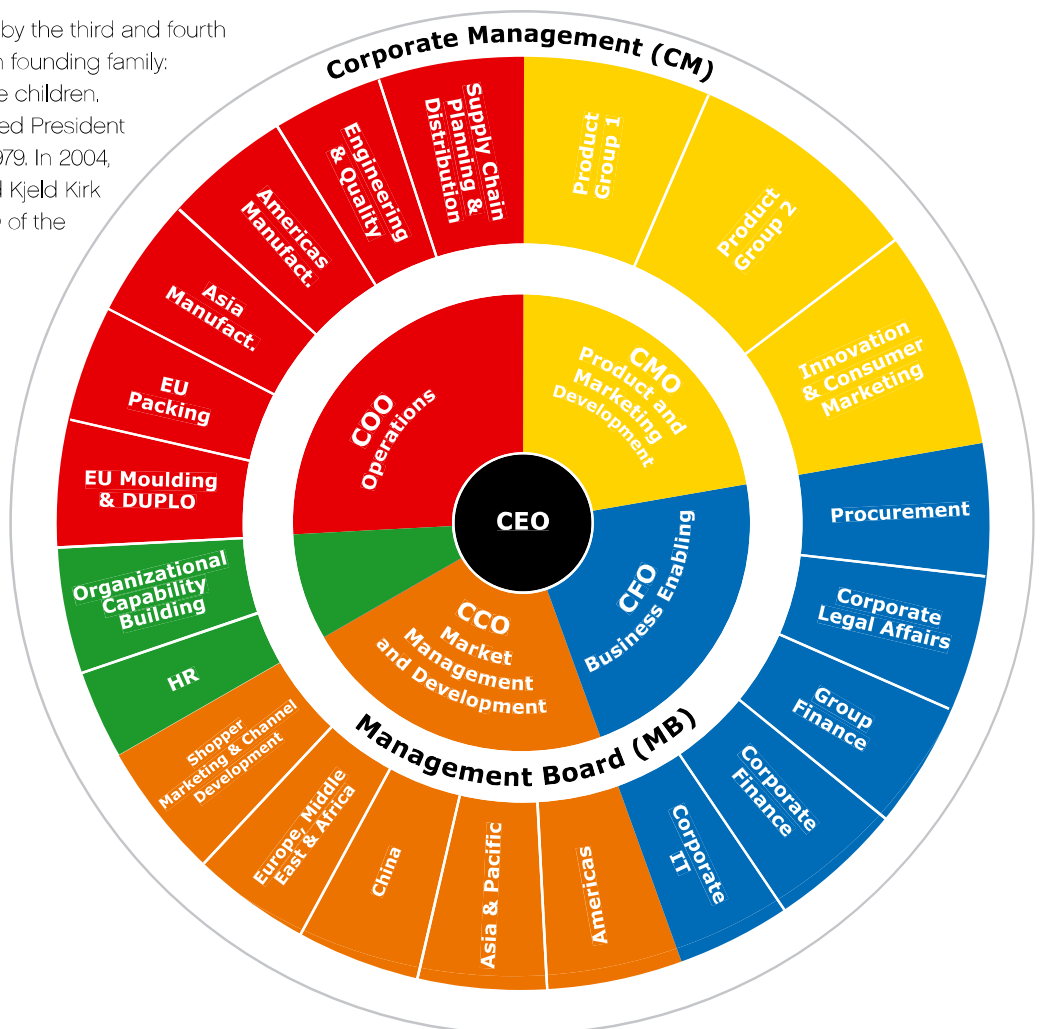 by the third and fourth
n founding family:
e children,
ed President
979. In 2004,
d Kjeld Kirk
of the
Corporate Management (CM)
Product
Group 1
Product
Group 2
Innovation
& Consumer
Marketing
Procurement
Corporate
Legal Affairs
Group
Finance
Corporate
Finance
Corporate
IT
Americas
Asia & Pacific
China
Europe, Middle
East & Africa
Shopper
Marketing & Channel
Development
HR
Organizational
Capability
Building
EU Moulding
& DUPLO
EU
Packing
Asia
Manufact.
Americas
Manufact.
Engineering
& Quality
Supply Chain
Planning &
Distribution
COO
Operations
CMO
Product and
Marketing
Development
CEO
CFO
Business Enabling
CCO
Market
Management
and Development
Management Board (MB)